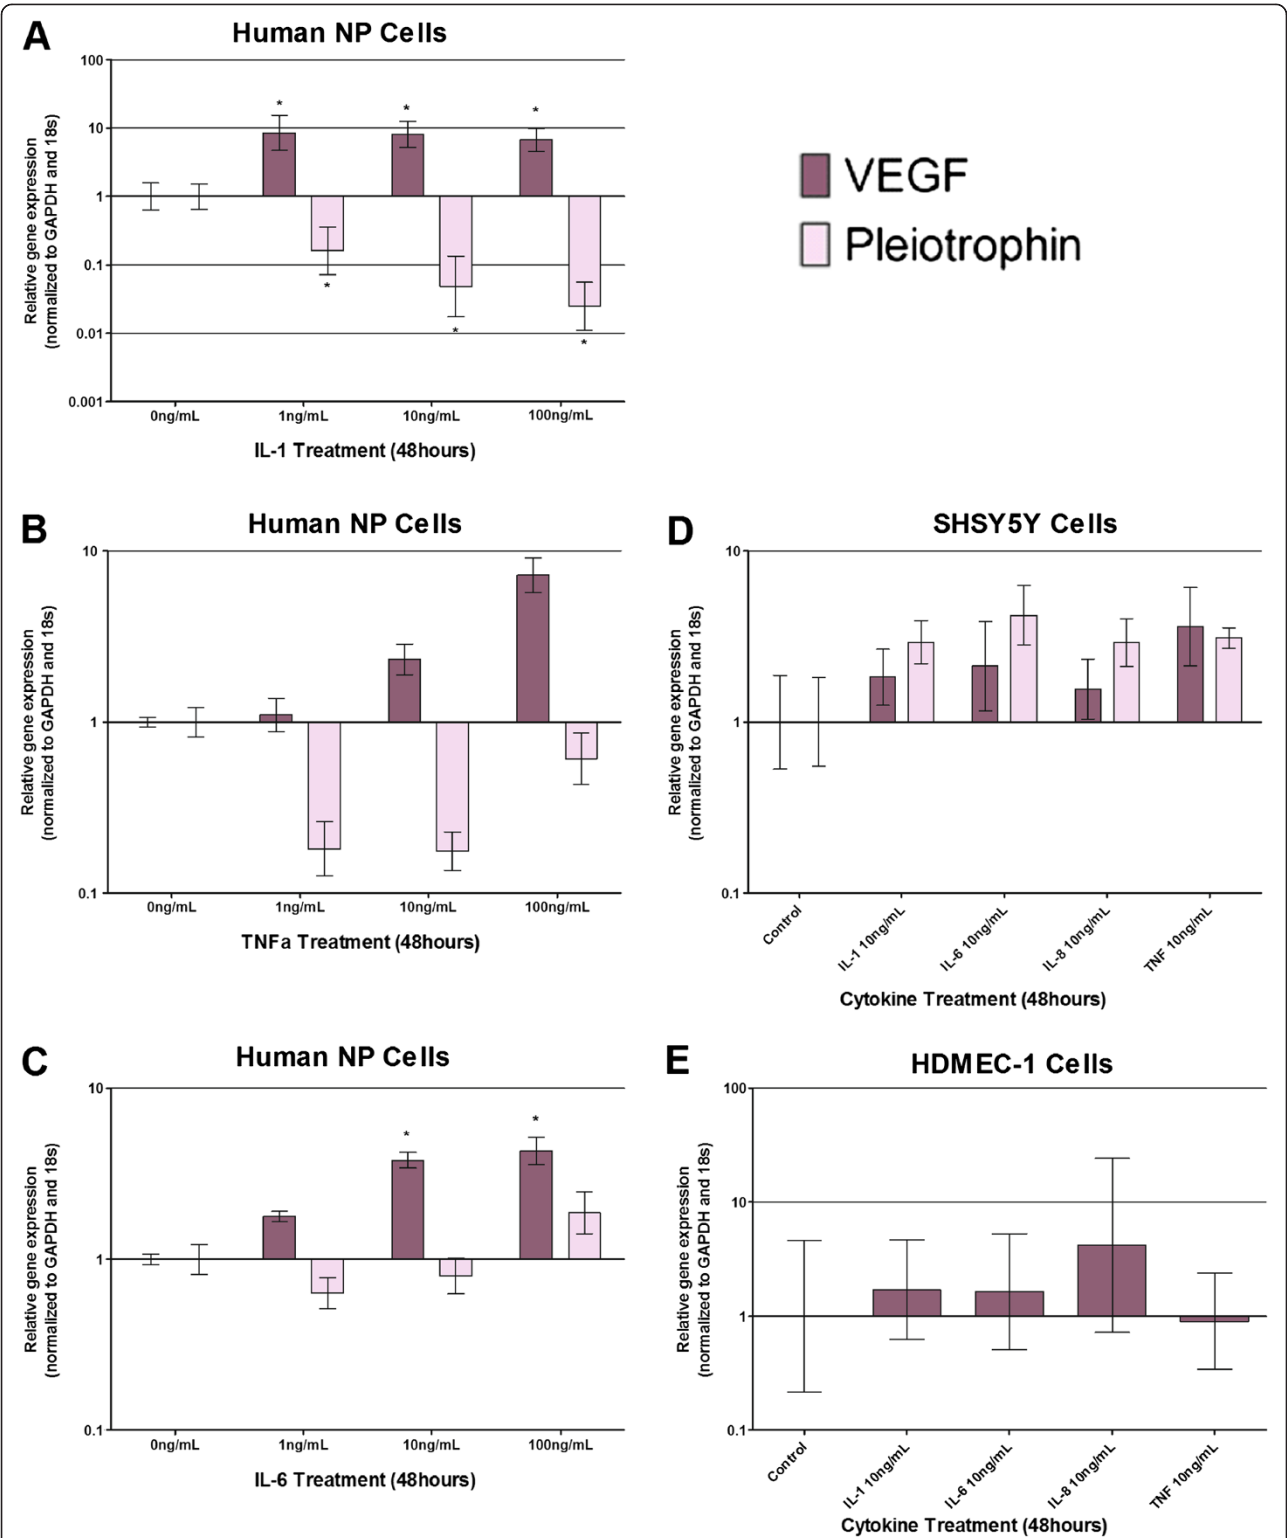 A
Human NP Cells
Relative gene expression
(normalized to GAPDH and 18s)
100
10
1
0.1
0.01
0.001
*
*
*
*
*
*
0ng/mL 1ng/mL 10ng/mL 100ng/mL
IL-1 Treatment (48hours)
VEGF
Pleiotrophin
B
Human NP Cells
Relative gene expression
(normalized to GAPDH and 18s)
10
1
0.1
0ng/mL 1ng/mL 10ng/mL 100ng/mL
TNFa Treatment (48hours)
D
SHSY5Y Cells
Relative gene expression
(normalized to GAPDH and 18s)
10
1
0.1
Control
IL-1 10ng/mL
IL-6 10ng/mL
IL-8 10ng/mL
TNF 10ng/mL
Cytokine Treatment (48hours)
C
Human NP Cells
Relative gene expression
(normalized to GAPDH and 18s)
10
1
0.1
*
*
0ng/mL 1ng/mL 10ng/mL 100ng/mL
IL-6 Treatment (48hours)
E
HDMEC-1 Cells
Relative gene expression
(normalized to GAPDH and 18s)
100
10
1
0.1
Control
IL-1 10ng/mL
IL-6 10ng/mL
IL-8 10ng/mL
TNF 10ng/mL
Cytokine Treatment (48hours)